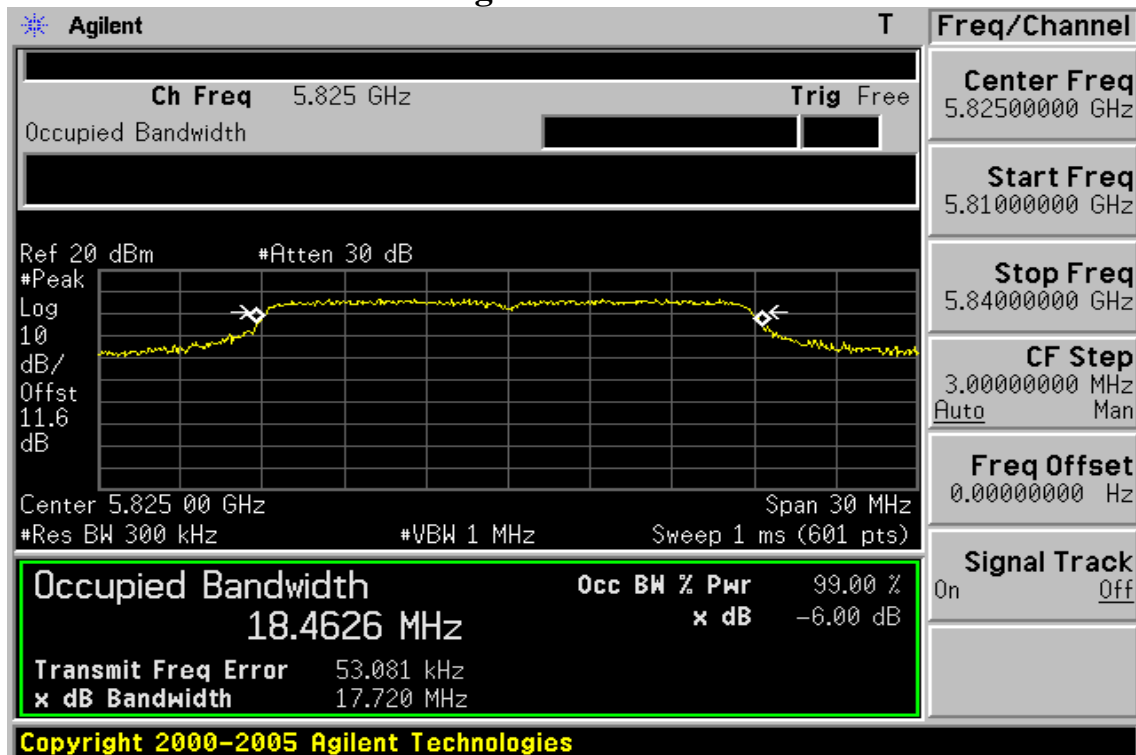 Agilent T Freq/Channel
Ch Freq 5.825 GHz Trig Free
Occupied Bandwidth
Center Freq
5.82500000 GHz
Start Freq
5.81000000 GHz
Stop Freq
5.84000000 GHz
CF Step
3.00000000 MHz
Auto Man
Freq Offset
0.00000000 Hz
Signal Track
On Off
Ref 20 dBm #Atten 30 dB
#Peak
Log
10
dB/
Offst
11.6
dB
Center 5.825 00 GHz Span 30 MHz
#Res BW 300 kHz #VBW 1 MHz Sweep 1 ms (601 pts)
Occupied Bandwidth Occ BW % Pwr 99.00 %
18.4626 MHz x dB -6.00 dB
Transmit Freq Error 53.081 kHz
x dB Bandwidth 17.720 MHz
Copyright 2000-2005 Agilent Technologies